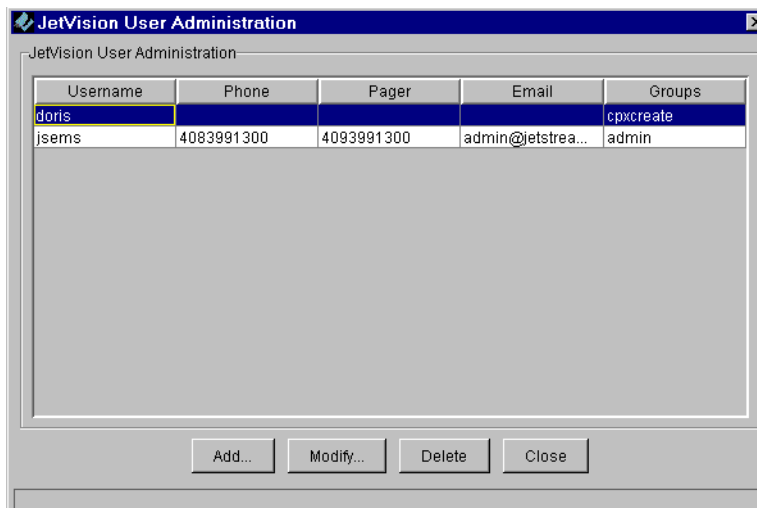 JetVision User Administration
JetVision User Administration
Username Phone Pager Email Groups
doris cpxcreate
jsems 4083991300 4093991300 admin@jetstrea... admin
Add... Modify... Delete Close